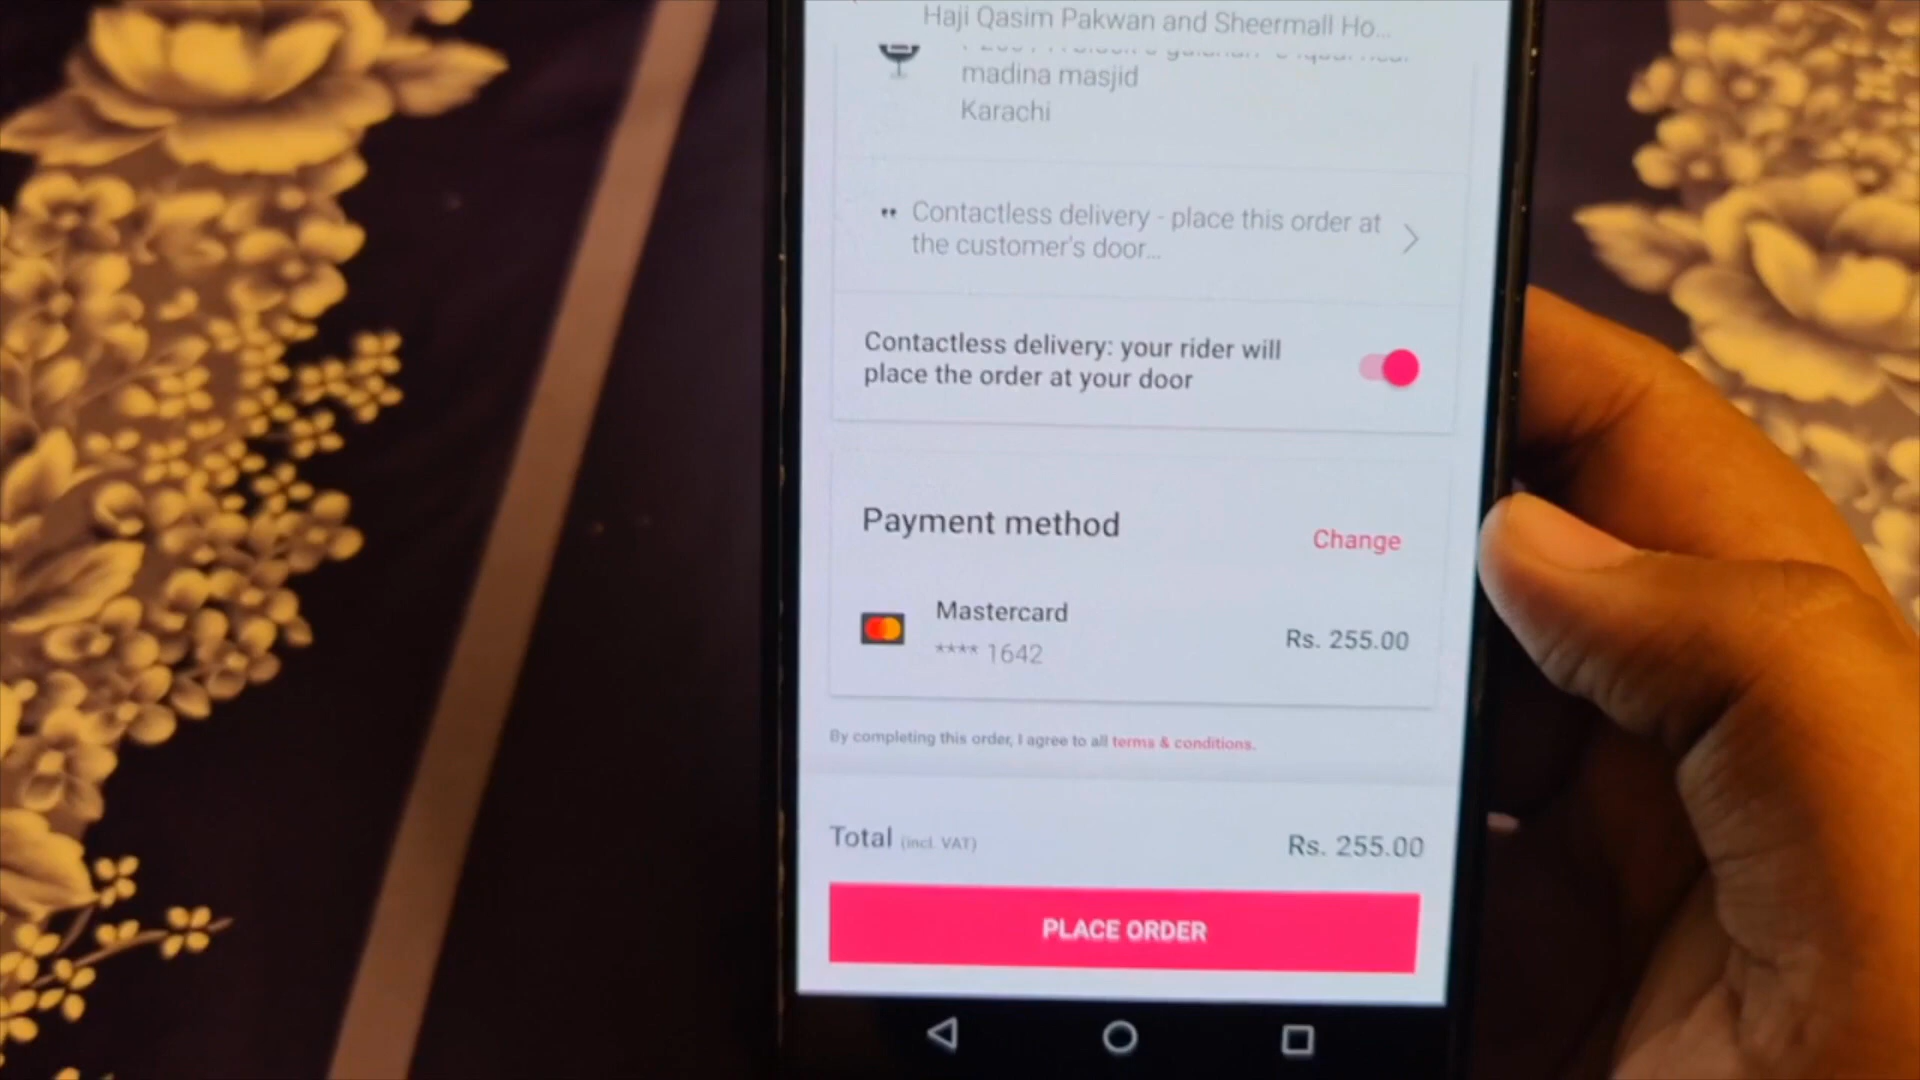 Haji Qasim Pakwan and Sheermall Ho...
madina masjid
Karachi
" Contactless delivery - place this order at
the customer's door...
Contactless delivery: your rider will
place the order at your door
Payment method
Change
Mastercard
**** 1642
Rs. 255.00
By completing this order, I agree to all terms & conditions.
Total (incl. VAT)
Rs. 255.00
PLACE ORDER